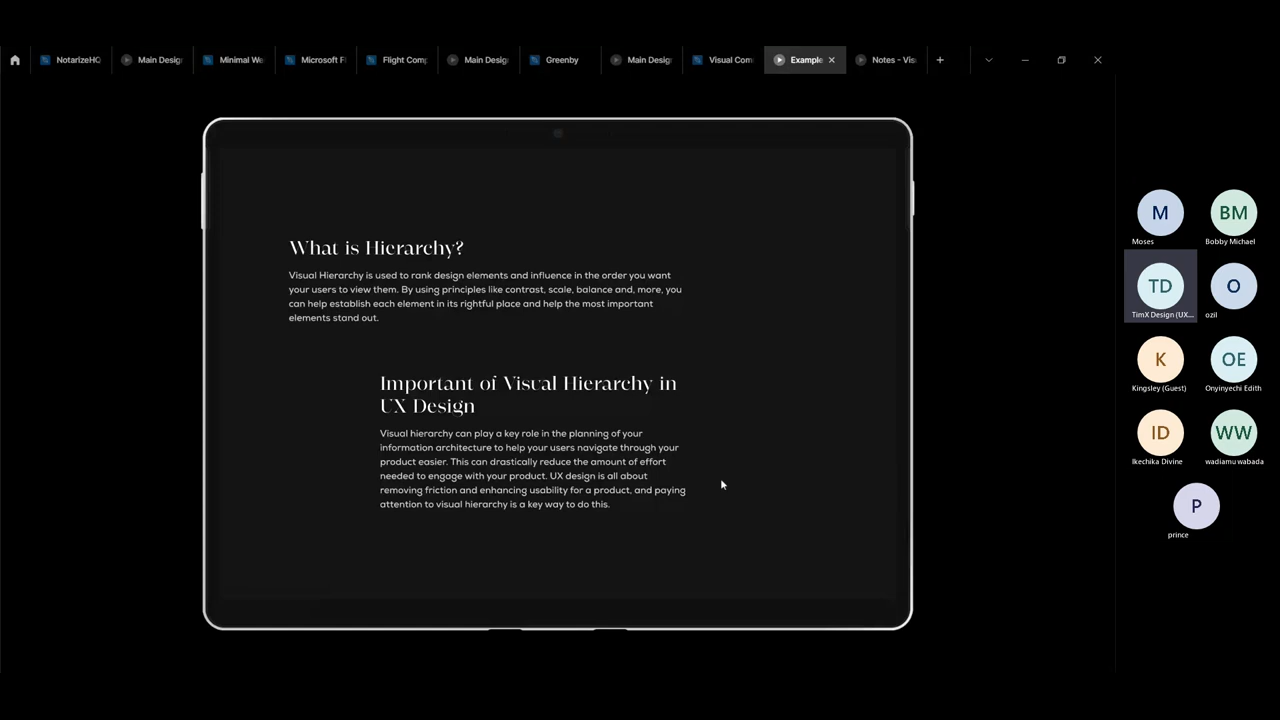 NotarizeHQ
Main Desig
Minimal We
Microsoft Fl
Flight Comp
Main Desig
Greenby
Main Desig
Visual Com
Example
Notes - Vis
What is Hierarchy?
Visual Hierarchy is used to rank design elements and influence in the order you want
your users to view them. By using principles like contrast, scale, balance and, more, you
can help establish each element in its rightful place and help the most important
elements stand out.
Important of Visual Hierarchy in
UX Design
Visual hierarchy can play a key role in the planning of your
information architecture to help your users navigate through your
product easier. This can drastically reduce the amount of effort
needed to engage with your product. UX design is all about
removing friction and enhancing usability for a product, and paying
attention to visual hierarchy is a key way to do this.
M
Moses
BM
Bobby Michael
TD
TimX Design (UX...
O
ozil
K
Kingsley (Guest)
OE
Onyinyechi Edith
ID
Ikechika Divine
WW
wadiamu wabada
P
prince